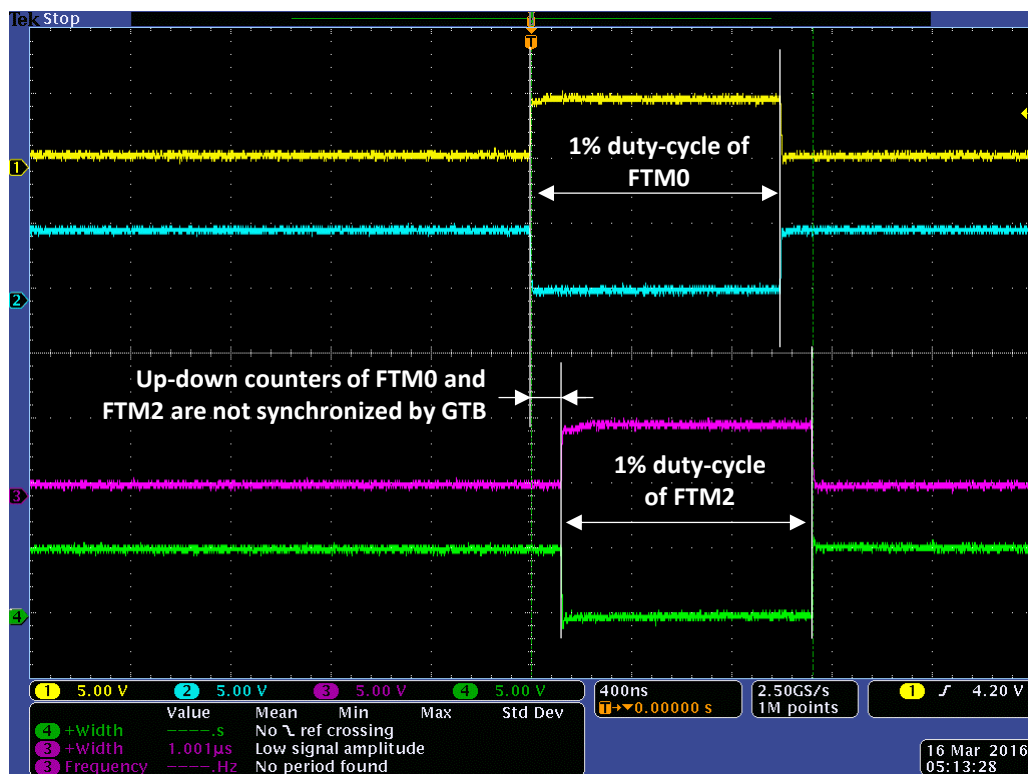 Tek Stop
T
1% duty-cycle of
FTM0
1
2
Up-down counters of FTM0 and
FTM2 are not synchronized by GTB
1% duty-cycle
of FTM2
3
4
1 5.00 V 2 5.00 V 3 5.00 V 4 5.00 V
400ns
T→▼0.00000 s
2.50GS/s
1M points
1 ʃ 4.20 V
Value Mean Min Max Std Dev
4 +Width ----.s No ref crossing
3 +Width 1.001µs Low signal amplitude
3 Frequency ----.Hz No period found
16 Mar 2016
05:13:28